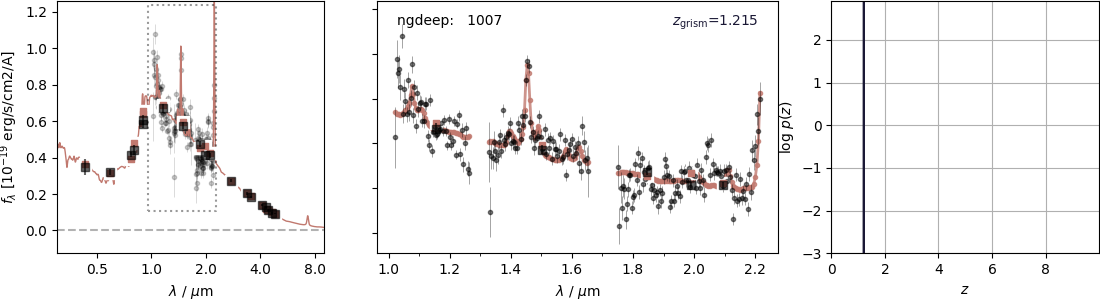 1.2
1.0
0.8
0.6
0.4
0.2
0.0
f_λ [10⁻¹⁹ erg/s/cm2/A]
0.5 1.0 2.0 4.0 8.0
λ / μm
ngdeep: 1007
z_grism=1.215
1.0 1.2 1.4 1.6 1.8 2.0 2.2
λ / μm
2
1
0
−1
−2
−3
log p(z)
0 2 4 6 8
z